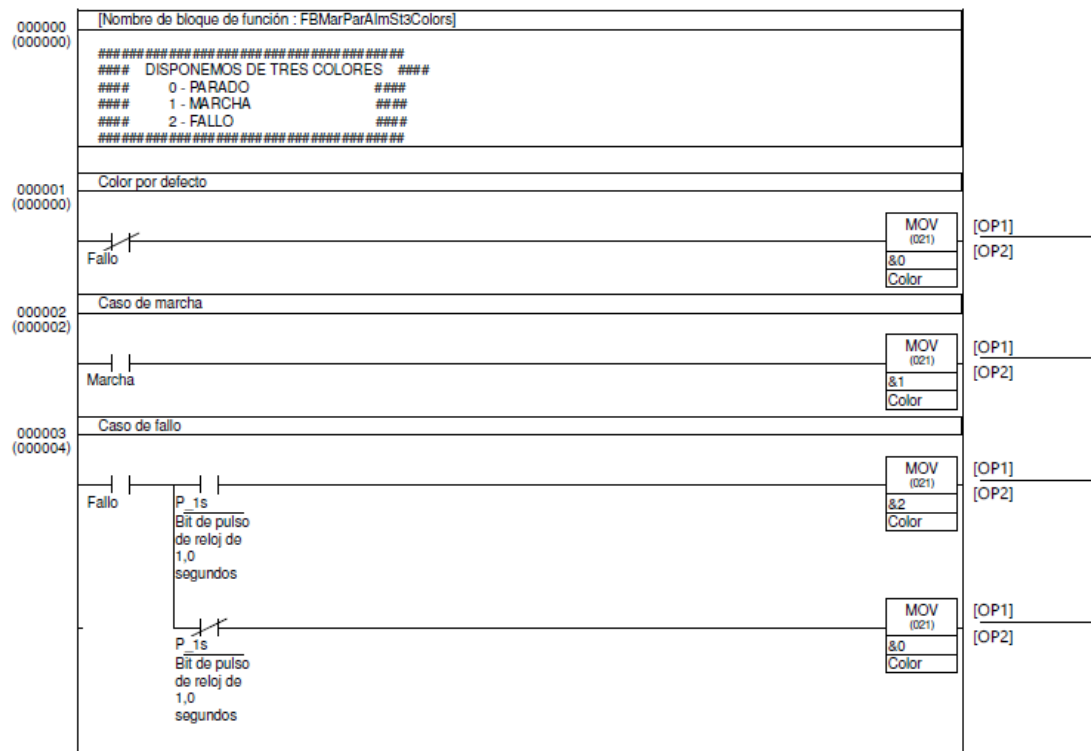 000000
(000000)
[Nombre de bloque de función : FBMarParAlmSt3Colors]
#######################################
#### DISPONEMOS DE TRES COLORES ####
#### 0 - PARADO ####
#### 1 - MARCHA ####
#### 2 - FALLO ####
#######################################
000001
(000000)
Color por defecto
Fallo
MOV
(021)
&0
Color
[OP1]
[OP2]
000002
(000002)
Caso de marcha
Marcha
MOV
(021)
&1
Color
[OP1]
[OP2]
000003
(000004)
Caso de fallo
Fallo
P_1s
Bit de pulso
de reloj de
1,0
segundos
MOV
(021)
&2
Color
[OP1]
[OP2]
P_1s
Bit de pulso
de reloj de
1,0
segundos
MOV
(021)
&0
Color
[OP1]
[OP2]